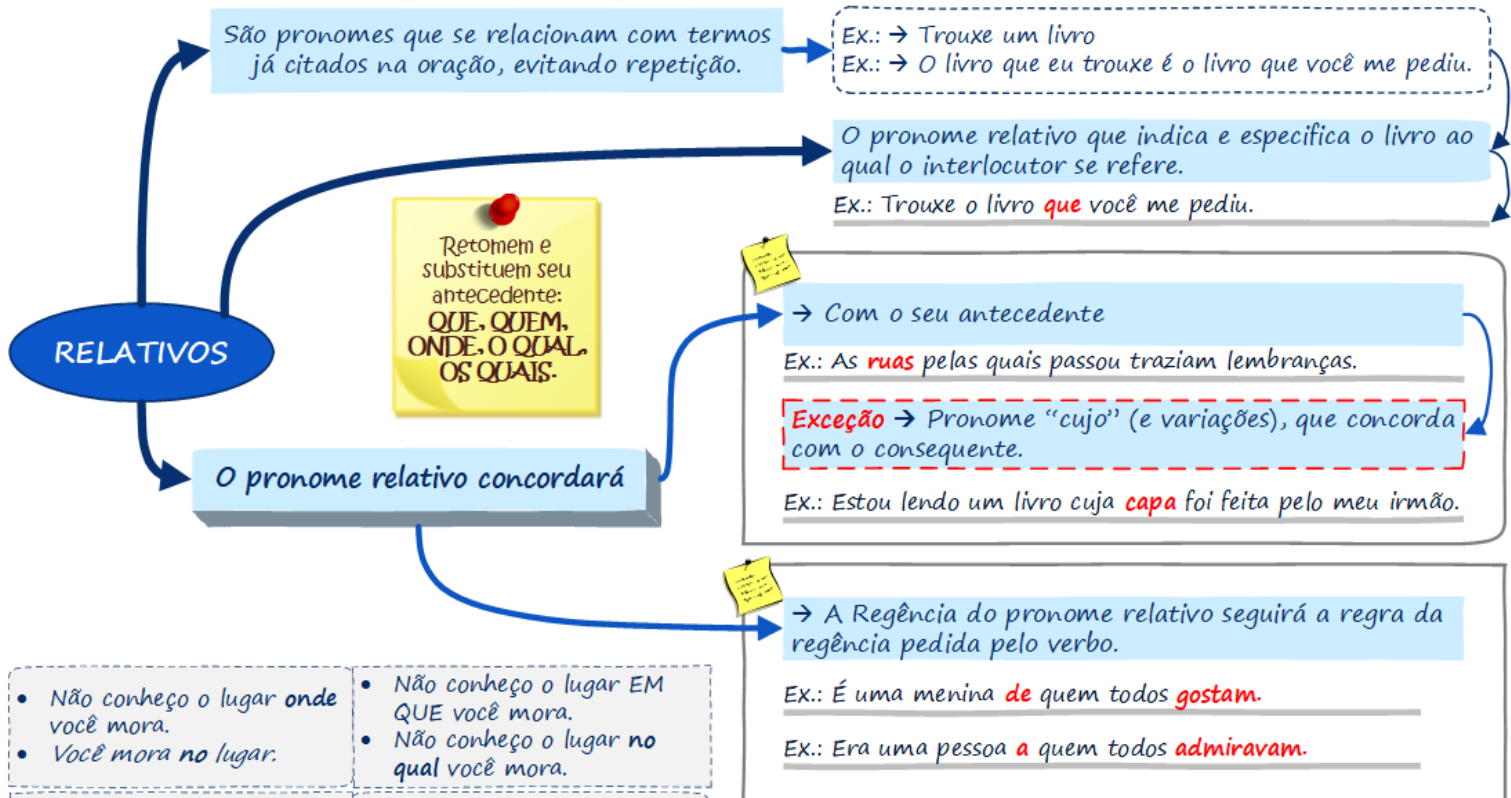 São pronomes que se relacionam com termos
já citados na oração, evitando repetição.
Ex.: → Trouxe um livro
Ex.: → O livro que eu trouxe é o livro que você me pediu.
O pronome relativo que indica e especifica o livro ao
qual o interlocutor se refere.
Ex.: Trouxe o livro que você me pediu.
Retomem e
substituem seu
antecedente:
QUE, QUEM,
ONDE, O QUAL,
OS QUAIS.
RELATIVOS
O pronome relativo concordará
→ Com o seu antecedente
Ex.: As ruas pelas quais passou traziam lembranças.
Exceção → Pronome “cujo” (e variações), que concorda
com o consequente.
Ex.: Estou lendo um livro cuja capa foi feita pelo meu irmão.
→ A Regência do pronome relativo seguirá a regra da
regência pedida pelo verbo.
Ex.: É uma menina de quem todos gostam.
Ex.: Era uma pessoa a quem todos admiravam.
• Não conheço o lugar onde
você mora.
• Você mora no lugar.
• Não conheço o lugar EM
QUE você mora.
• Não conheço o lugar no
qual você mora.